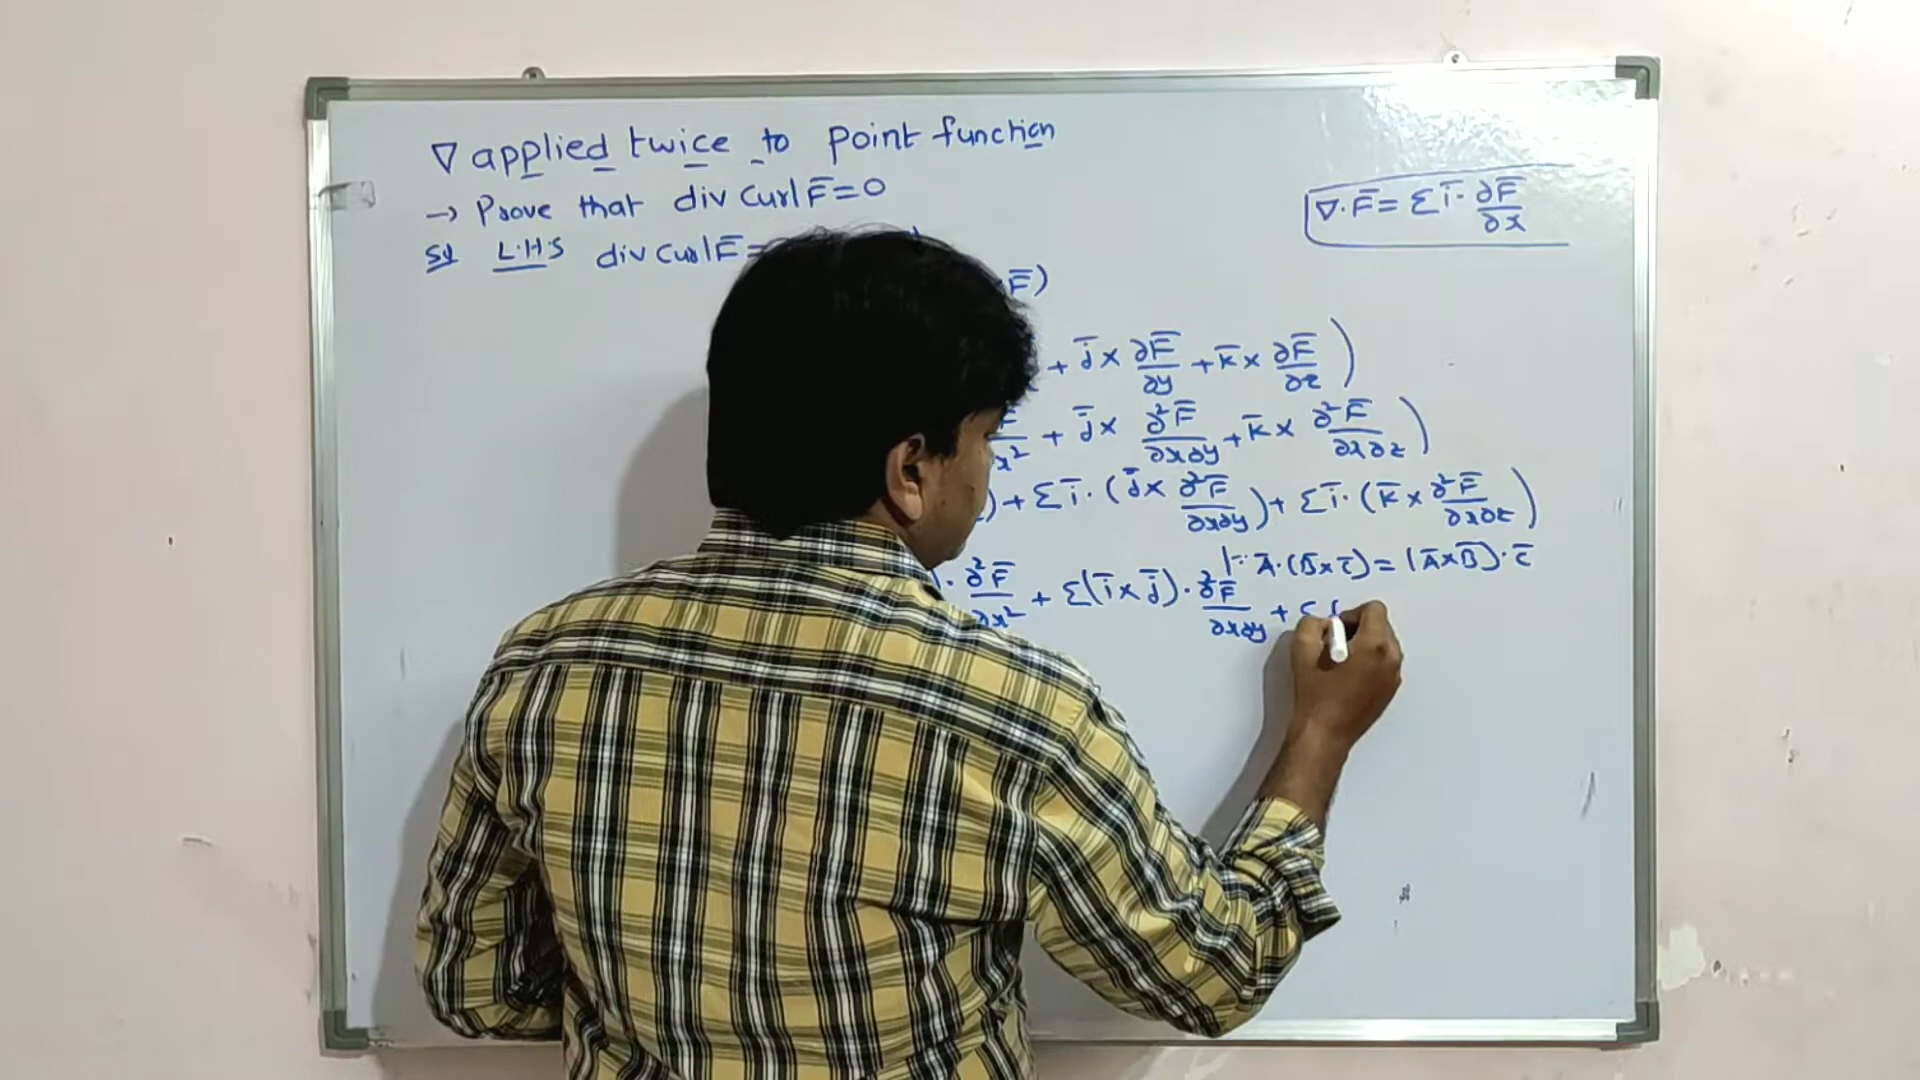 ∇ applied twice to point function
→ Prove that div curl F̅ = 0
∇·F̅ = Σ i̅· ∂F̅/∂x
L.H.S div curl F̅ =
F̅)
+ j̅ × ∂F̅/∂y + k̅ × ∂F̅/∂z )
x² + j̅ × ∂²F̅/∂x∂y + k̅ × ∂²F̅/∂x∂z )
) + Σ i̅·( j̅ × ∂²F̅/∂x∂y ) + Σ i̅·( k̅ × ∂²F̅/∂x∂z )
∵ A̅·(B̅×C̅) = (A̅×B̅)·C̅
)· ∂²F̅/∂x² + Σ(i̅×j̅)· ∂²F̅/∂x∂y +